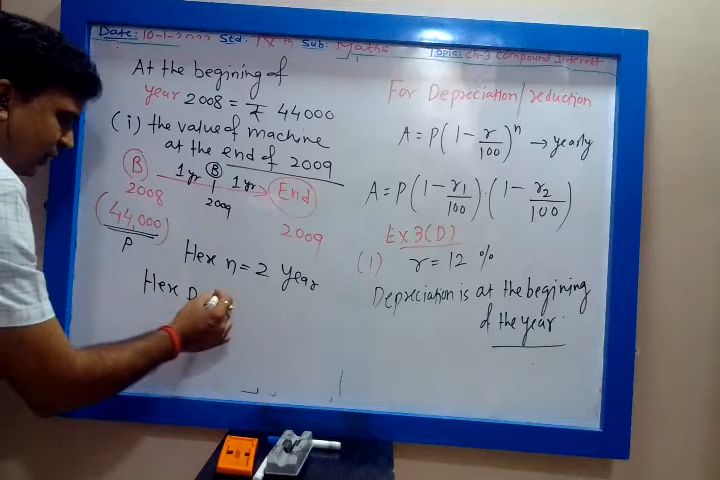 Date: 10-1-2022 Std. IX th Sub: Maths Topic: Ch-3 Compound Interest
At the begining of
year 2008 = ₹ 44000
(i) the value of machine
at the end of 2009
B 1 yr B 1 yr End
2008 2009 2009
(44,000)
P
Here n = 2 year
Here P
For Depreciation/reduction
A = P(1 - r/100)^n → yearly
A = P(1 - r1/100).(1 - r2/100)
Ex 3(D)
(1) r = 12 %
Depreciation is at the begining
of the year.